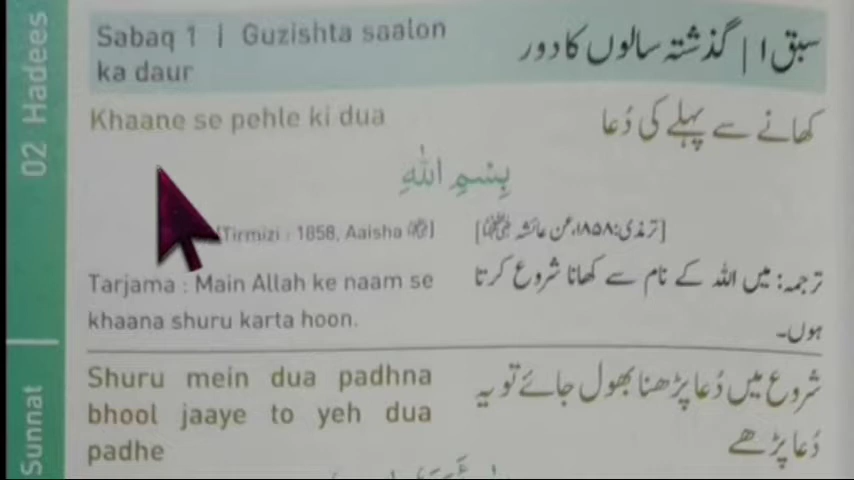 02 Hadees
Sabaq 1 | Guzishta saalon
ka daur
سبق ۱ | گذشتہ سالوں کا دور
Khaane se pehle ki dua
کھانے سے پہلے کی دُعا
بِسْمِ اللّٰهِ
[Tirmizi : 1858, Aaisha]
[ترمذی:۱۸۵۸، عن عائشہ]
Tarjama : Main Allah ke naam se
khaana shuru karta hoon.
ترجمہ: میں اللہ کے نام سے کھانا شروع کرتا
ہوں۔
Sunnat
Shuru mein dua padhna
bhool jaaye to yeh dua
padhe
شروع میں دُعا پڑھنا بھول جائے تو یہ
دُعا پڑھے